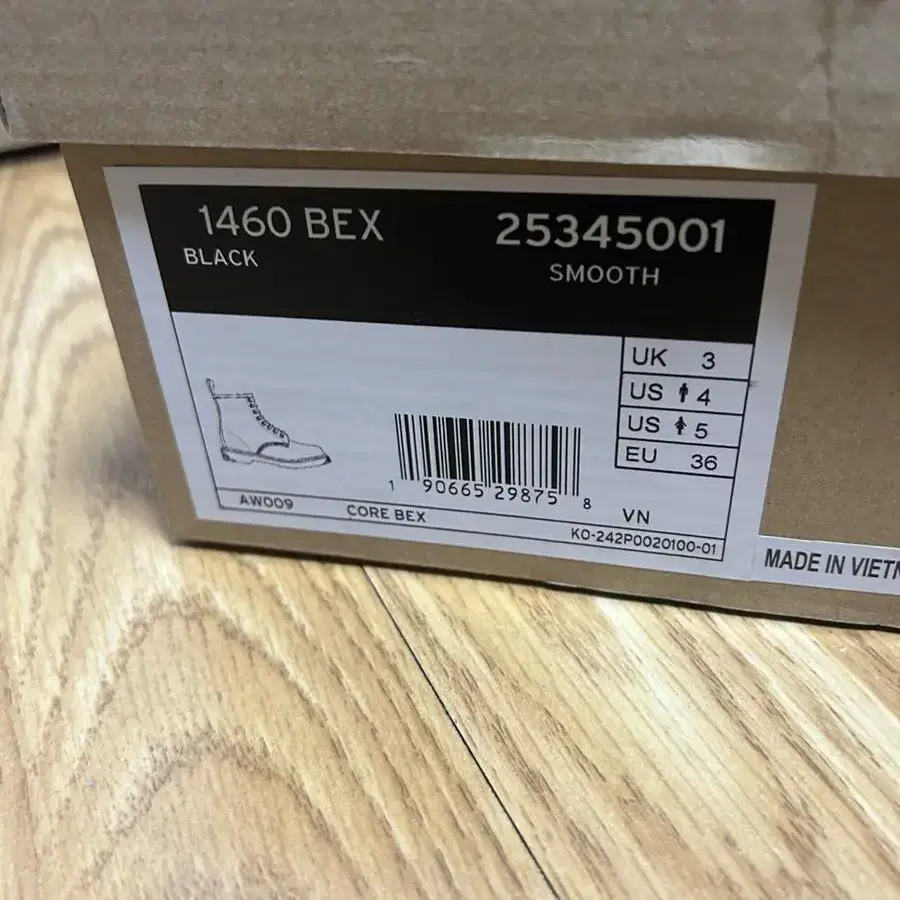 1460 BEX
25345001
BLACK
SMOOTH
UK 3
US 4
US 5
EU 36
1 90665 29875 8
AW009
CORE BEX
VN
KO-242P0020100-01
MADE IN VIETN